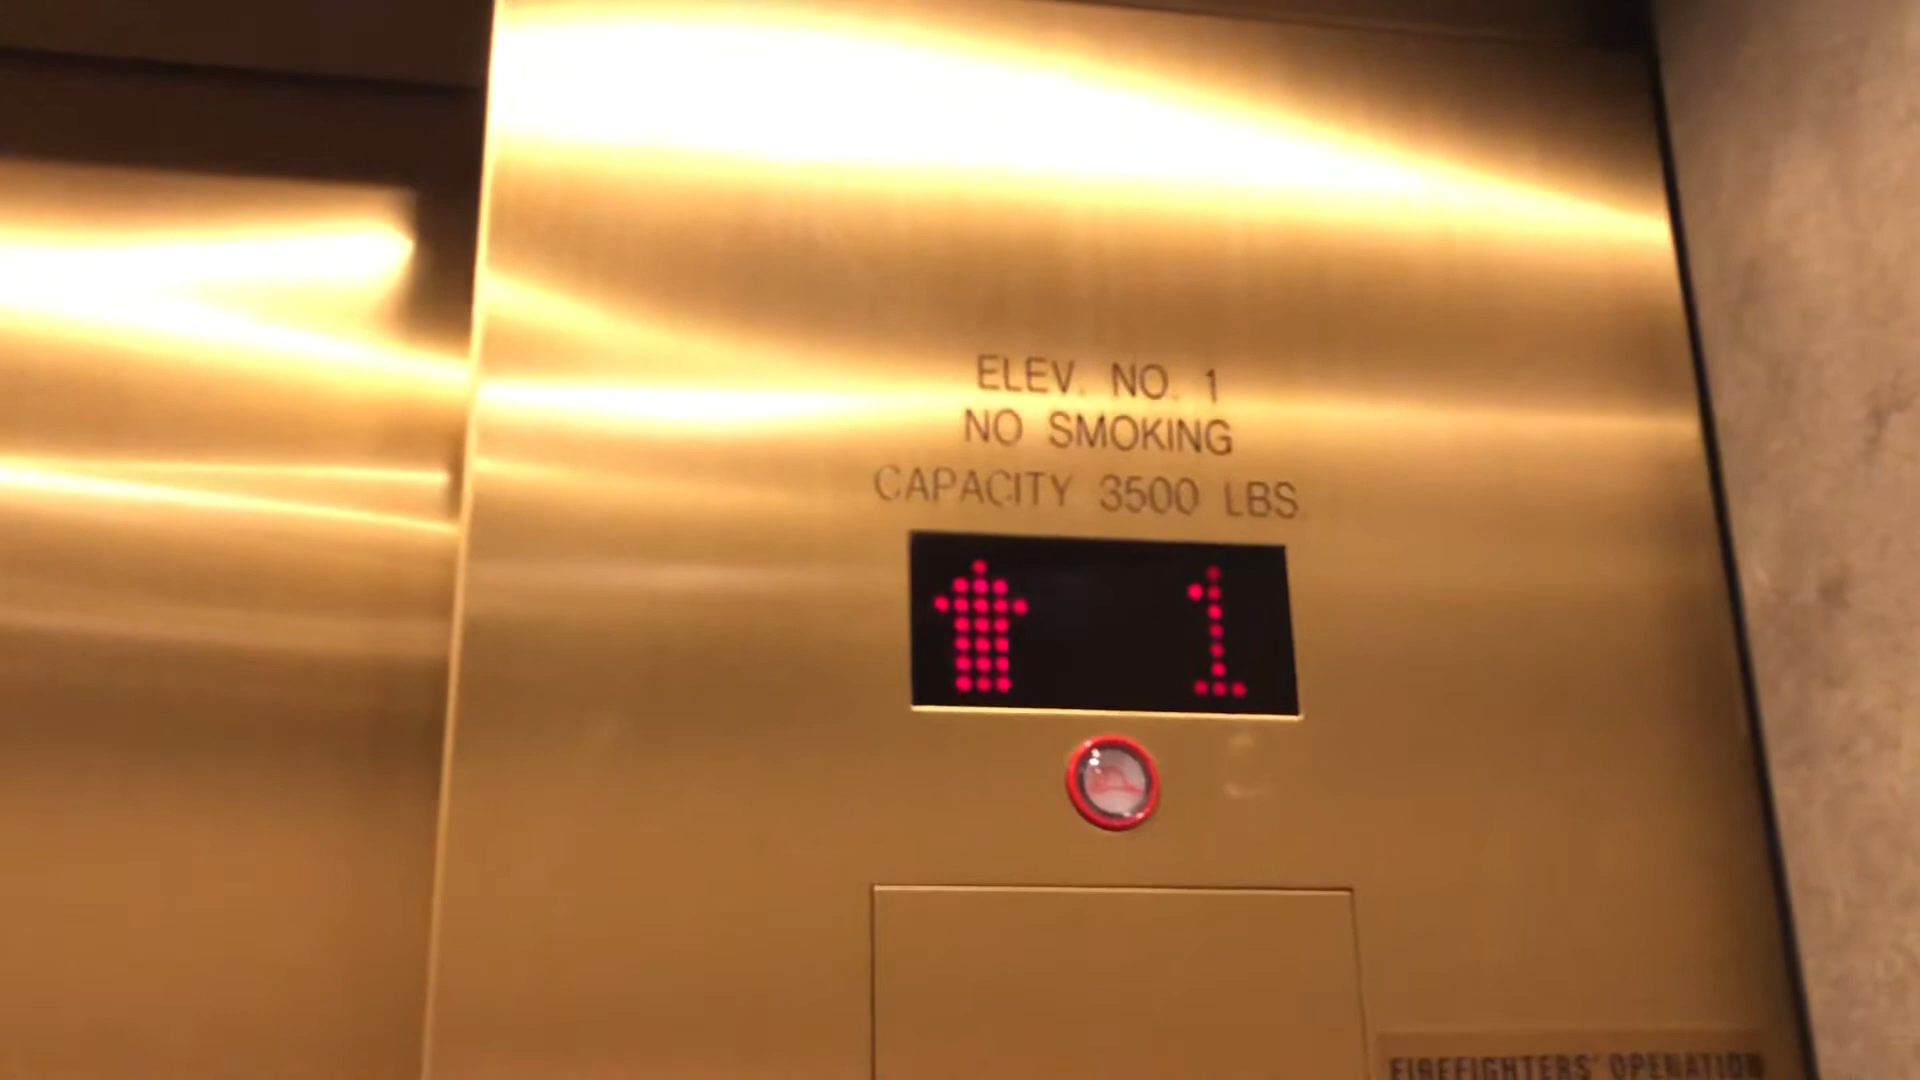 ELEV. NO. 1
NO SMOKING
CAPACITY 3500 LBS
1
FIREFIGHTERS' OPERATION